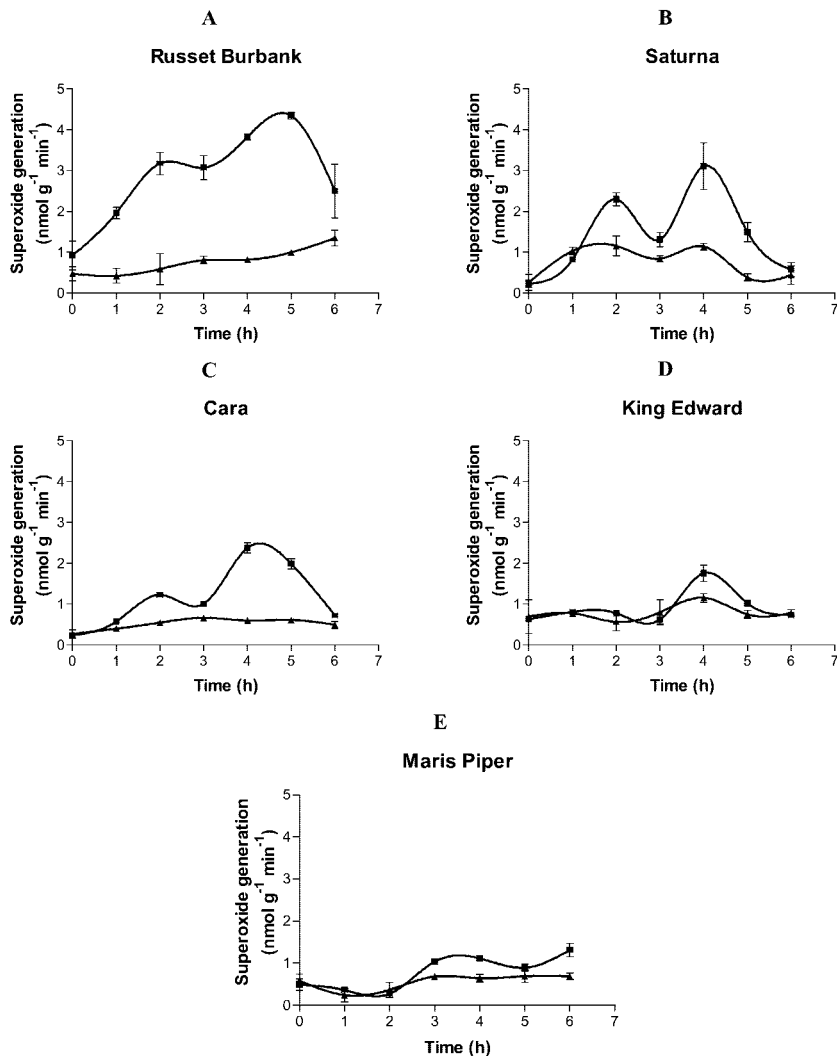 A
Russet Burbank
Superoxide generation
(nmol g-1 min-1)
5
4
3
2
1
0
0 1 2 3 4 5 6 7
Time (h)
B
Saturna
Superoxide generation
(nmol g-1 min-1)
5
4
3
2
1
0
0 1 2 3 4 5 6 7
Time (h)
C
Cara
Superoxide generation
(nmol g-1 min-1)
5
4
3
2
1
0
0 1 2 3 4 5 6 7
Time (h)
D
King Edward
Superoxide generation
(nmol g-1 min-1)
5
4
3
2
1
0
0 1 2 3 4 5 6 7
Time (h)
E
Maris Piper
Superoxide generation
(nmol g-1 min-1)
5
4
3
2
1
0
0 1 2 3 4 5 6 7
Time (h)